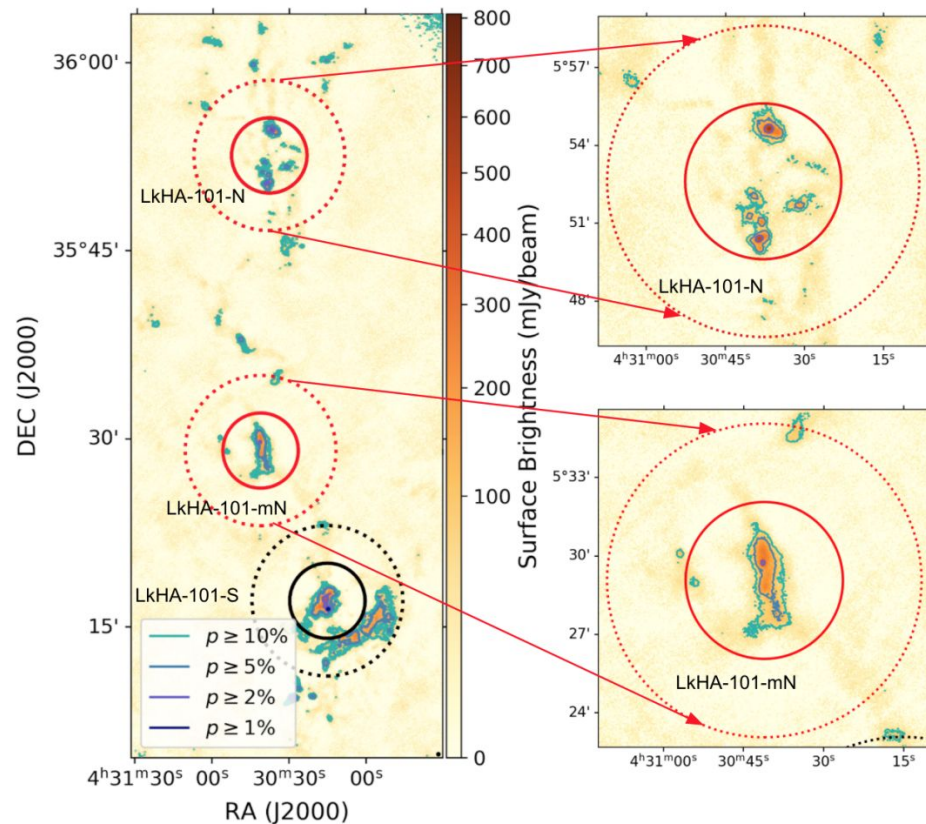 36°00'
35°45'
30'
15'
DEC (J2000)
LkHA-101-N
LkHA-101-mN
LkHA-101-S
p ≥ 10%
p ≥ 5%
p ≥ 2%
p ≥ 1%
4ʰ31ᵐ30ˢ 00ˢ 30ᵐ30ˢ 00ˢ
RA (J2000)
800
700
600
500
400
300
200
100
0
Surface Brightness (mJy/beam)
5°57'
54'
51'
48'
LkHA-101-N
4ʰ31ᵐ00ˢ 30ᵐ45ˢ 30ˢ 15ˢ
5°33'
30'
27'
24'
LkHA-101-mN
4ʰ31ᵐ00ˢ 30ᵐ45ˢ 30ˢ 15ˢ